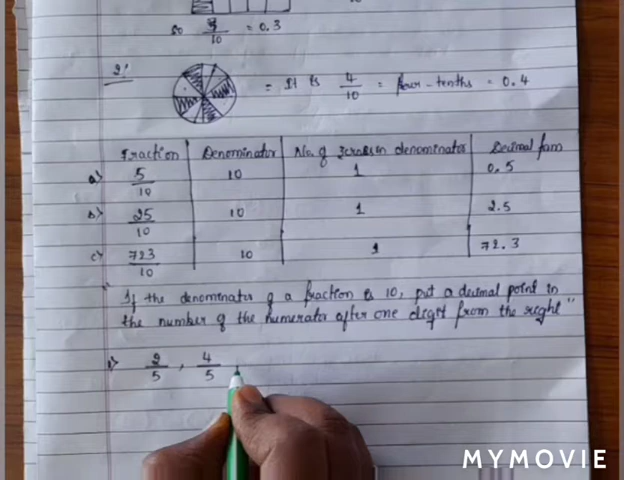 so 3/10 = 0.3
2' = It is 4/10 = four-tenths = 0.4
Fraction Denominator No. of zeroes in denominator Decimal form
a> 5/10 10 1 0.5
b> 25/10 10 1 2.5
c> 723/10 10 1 72.3
"If the denominator of a fraction is 10, put a decimal point in
the number of the numerator after one digit from the right"
1> 2/5 , 4/5
MYMOVIE